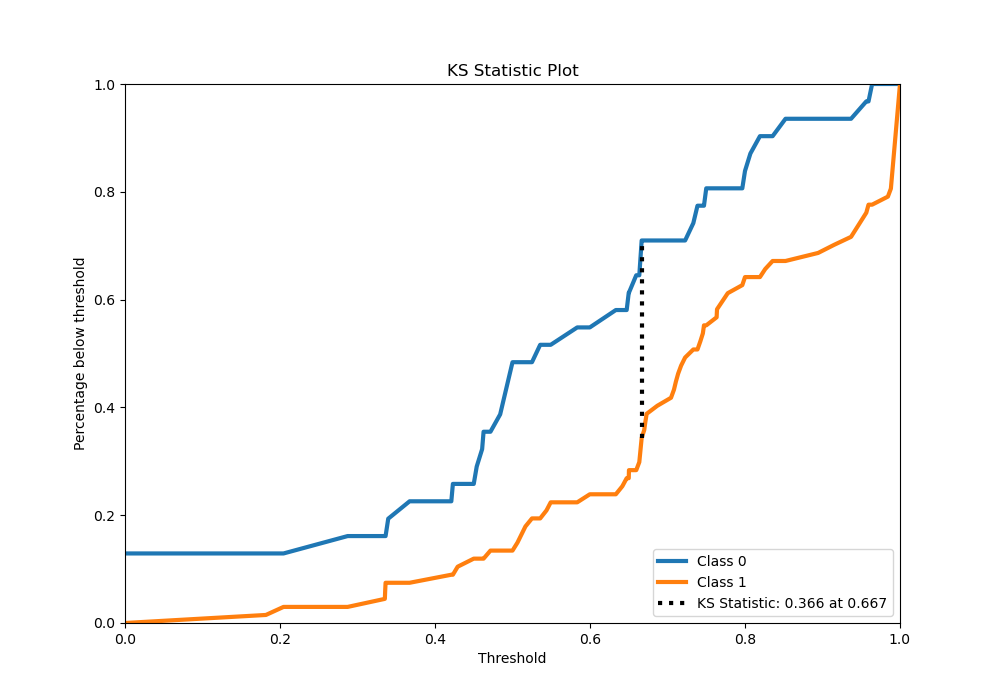 KS Statistic Plot
1.0
0.8
0.6
0.4
0.2
0.0
Percentage below threshold
Class 0
Class 1
KS Statistic: 0.366 at 0.667
0.0 0.2 0.4 0.6 0.8 1.0
Threshold